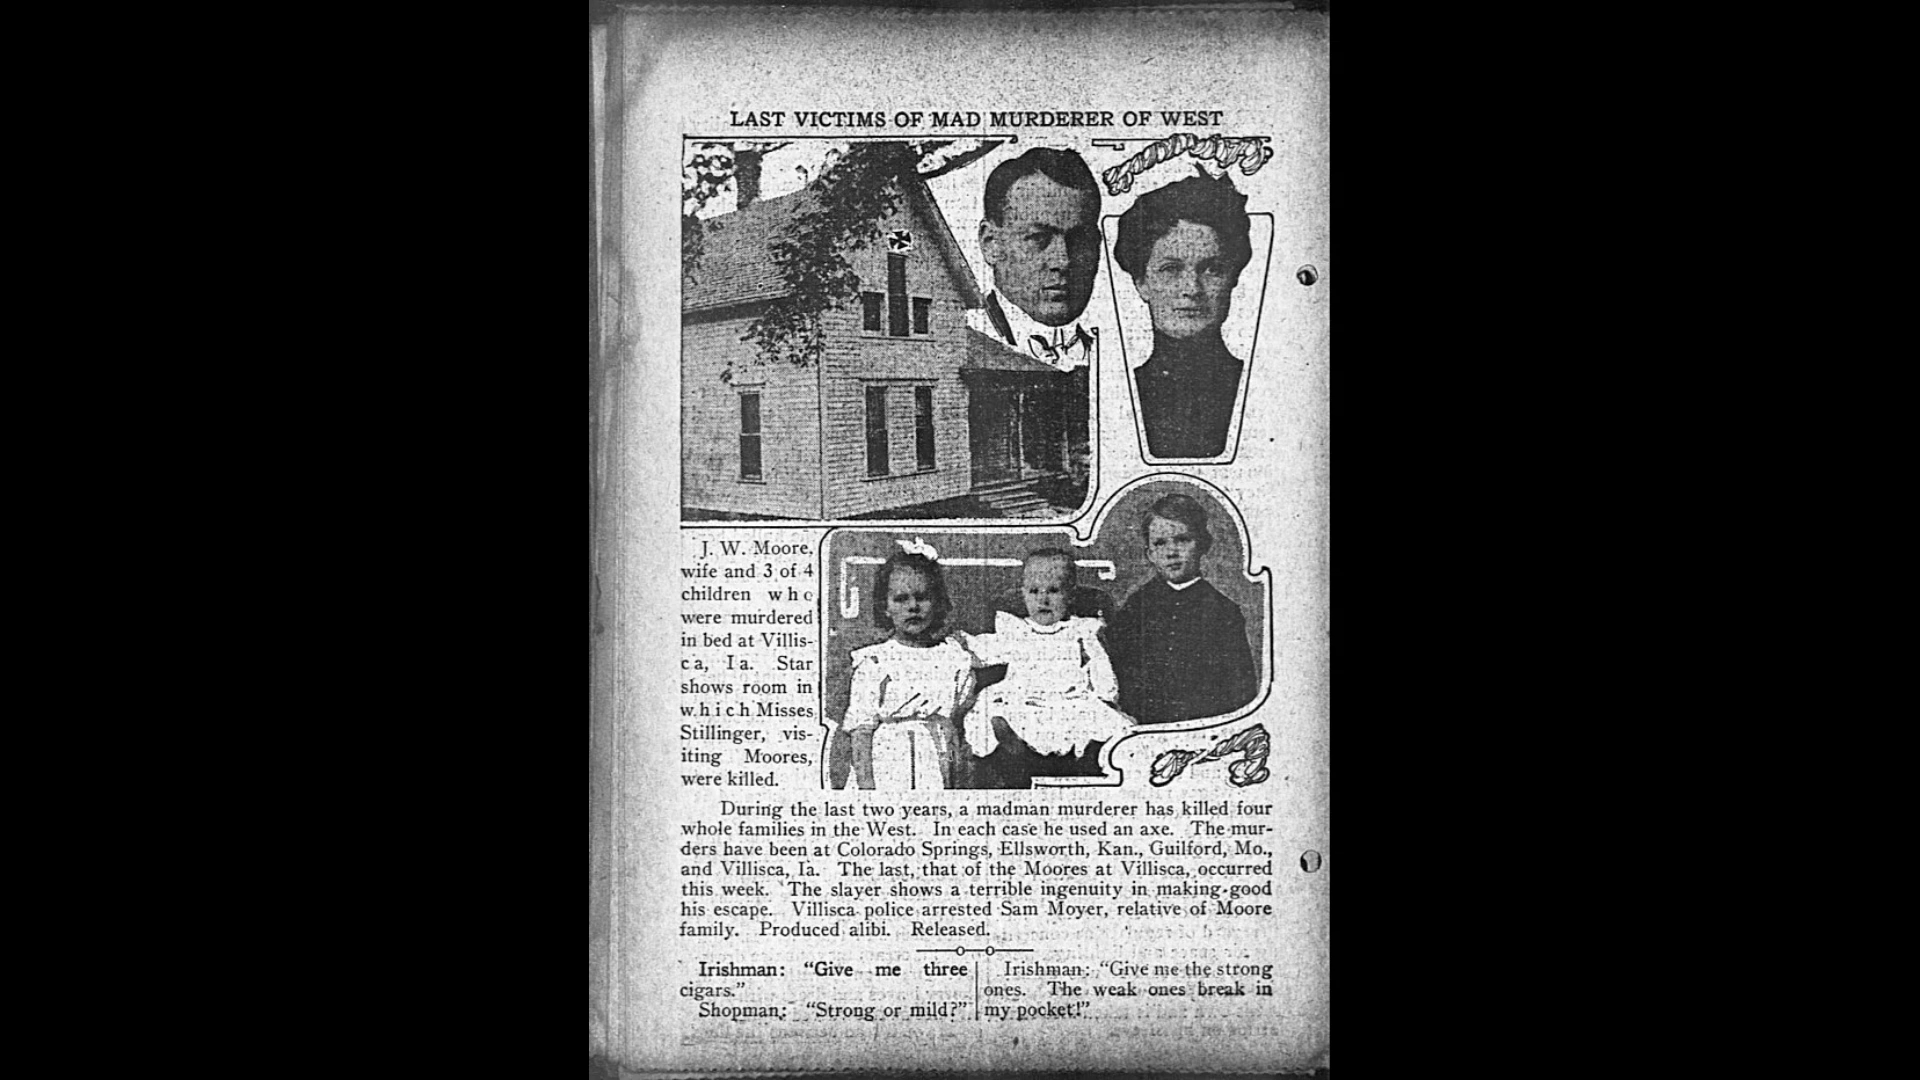 LAST VICTIMS OF MAD MURDERER OF WEST
J. W. Moore,
wife and 3 of 4
children who
were murdered
in bed at Villis-
ca, Ia. Star
shows room in
which Misses
Stillinger, vis-
iting Moores,
were killed.
During the last two years, a madman murderer has killed four
whole families in the West. In each case he used an axe. The mur-
ders have been at Colorado Springs, Ellsworth, Kan., Guilford, Mo.,
and Villisca, Ia. The last, that of the Moores at Villisca, occurred
this week. The slayer shows a terrible ingenuity in making good
his escape. Villisca police arrested Sam Moyer, relative of Moore
family. Produced alibi. Released.
Irishman: "Give me three
cigars."
Shopman: "Strong or mild?"
Irishman: "Give me the strong
ones. The weak ones break in
my pocket!"